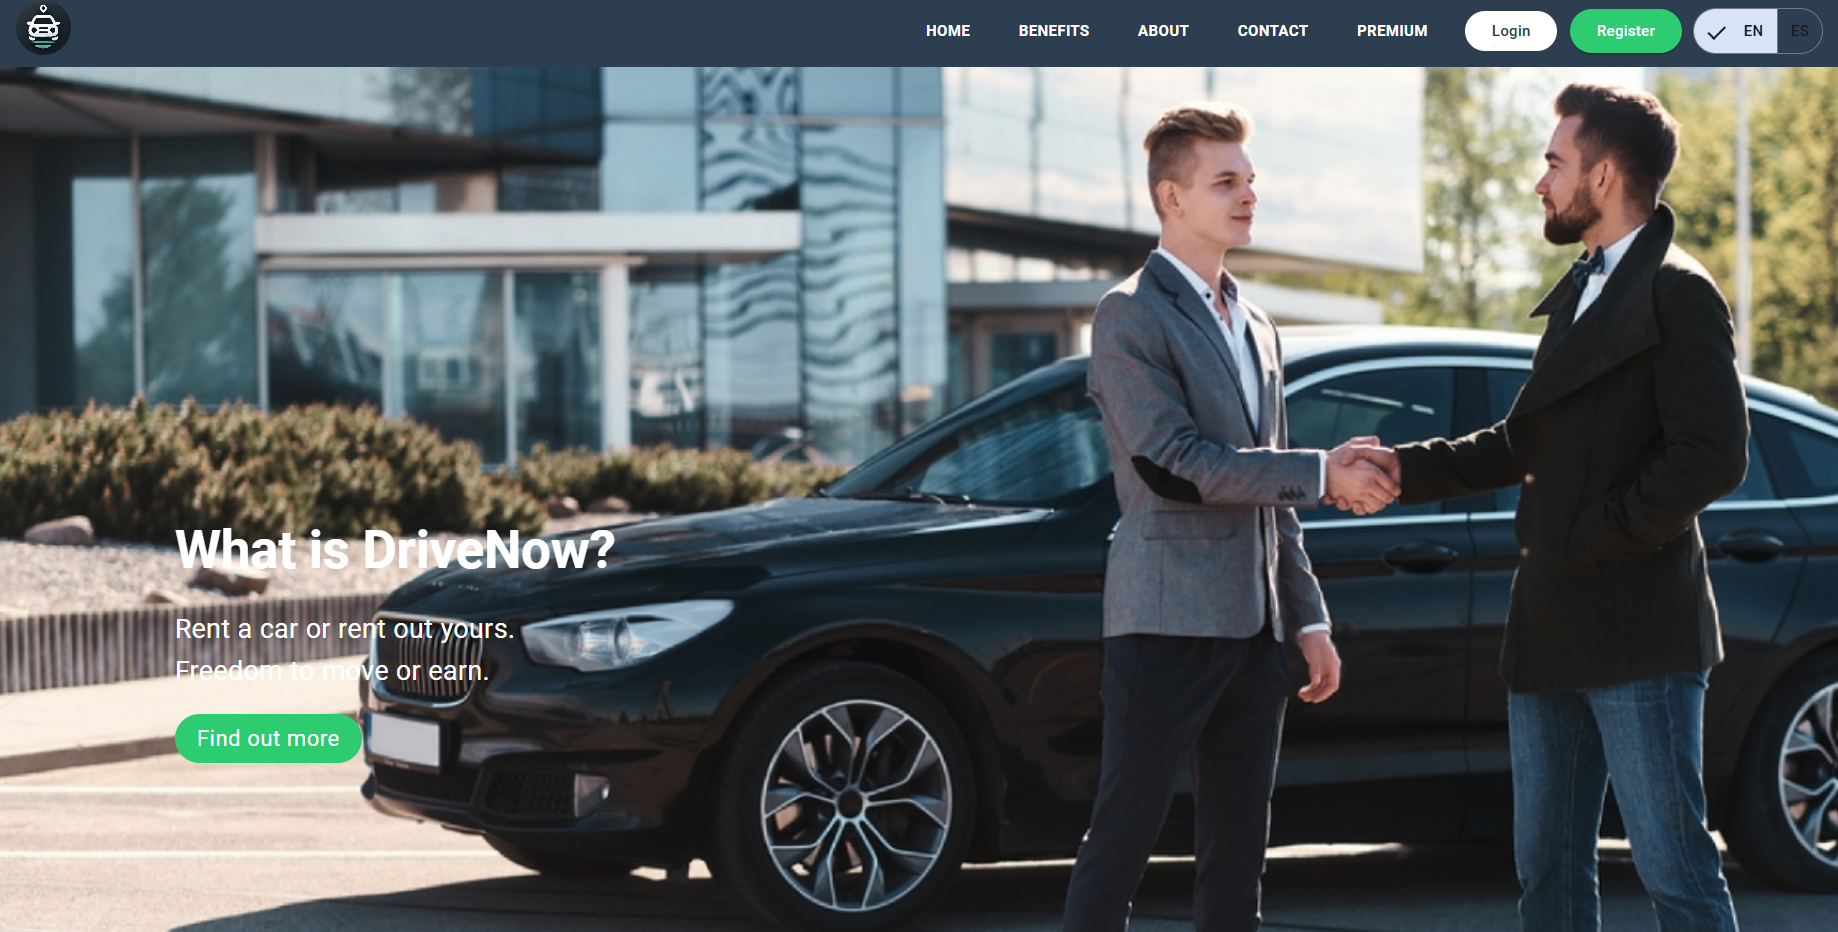 HOME BENEFITS ABOUT CONTACT PREMIUM Login Register EN ES
What is DriveNow?
Rent a car or rent out yours.
Freedom to move or earn.
Find out more